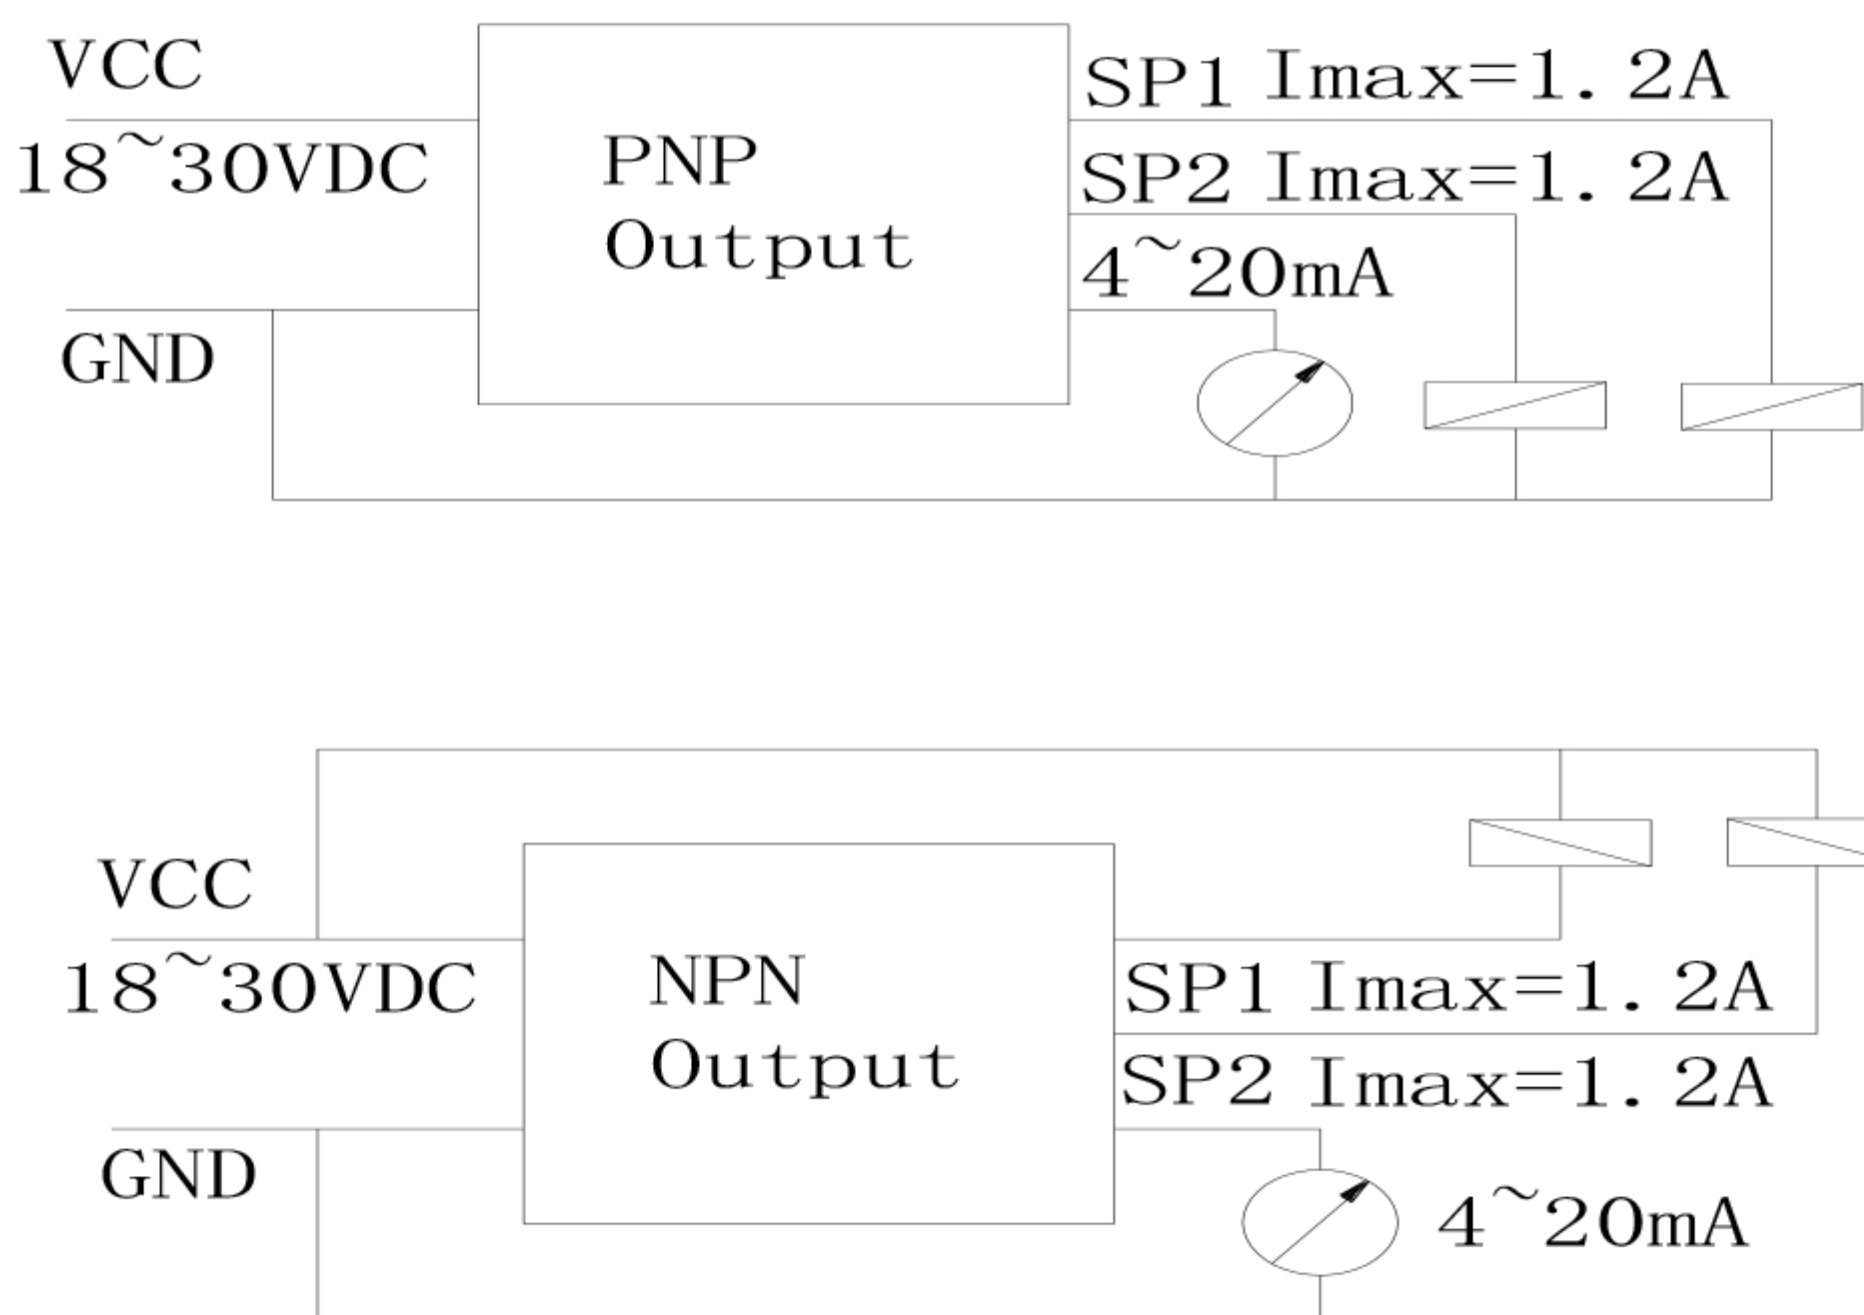 VCC
18~30VDC
GND
PNP
Output
SP1 Imax=1. 2A
SP2 Imax=1. 2A
4~20mA
VCC
18~30VDC
GND
NPN
Output
SP1 Imax=1. 2A
SP2 Imax=1. 2A
4~20mA